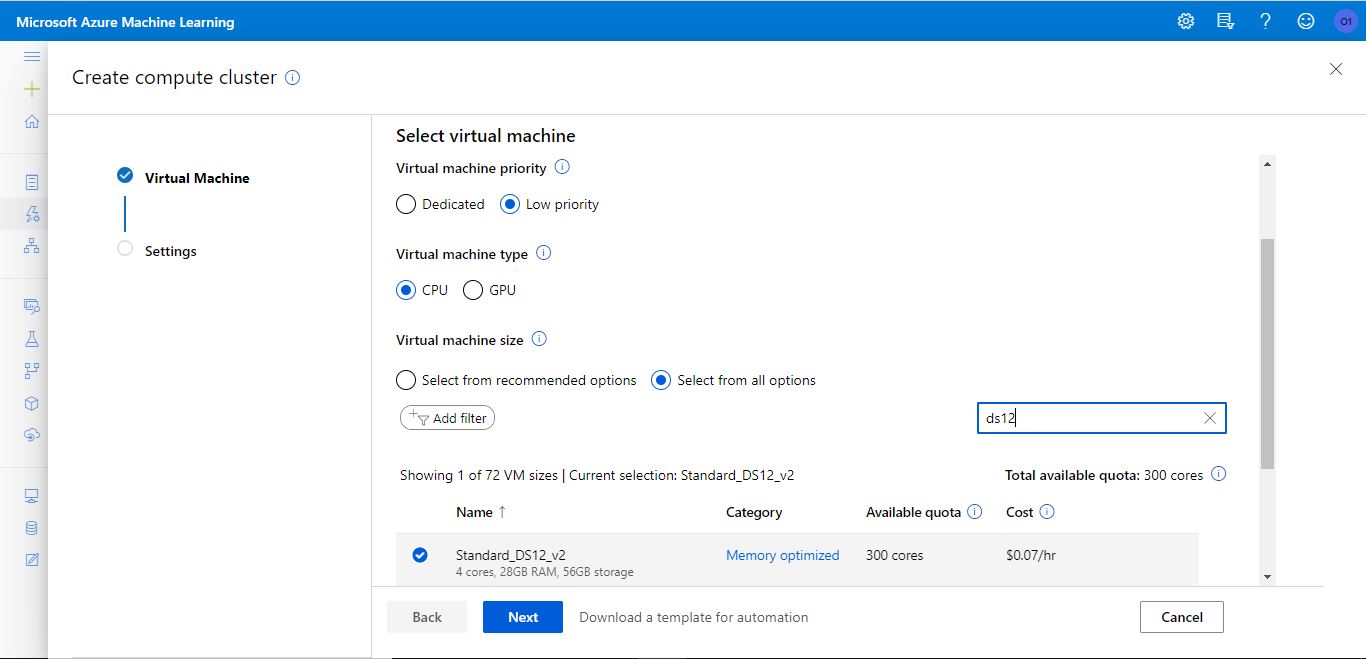 Microsoft Azure Machine Learning
O1
Create compute cluster
Virtual Machine
Settings
Select virtual machine
Virtual machine priority
Dedicated Low priority
Virtual machine type
CPU GPU
Virtual machine size
Select from recommended options Select from all options
Add filter ds12
Showing 1 of 72 VM sizes | Current selection: Standard_DS12_v2 Total available quota: 300 cores
Name ↑ Category Available quota Cost
Standard_DS12_v2 Memory optimized 300 cores $0.07/hr
4 cores, 28GB RAM, 56GB storage
Back Next Download a template for automation Cancel